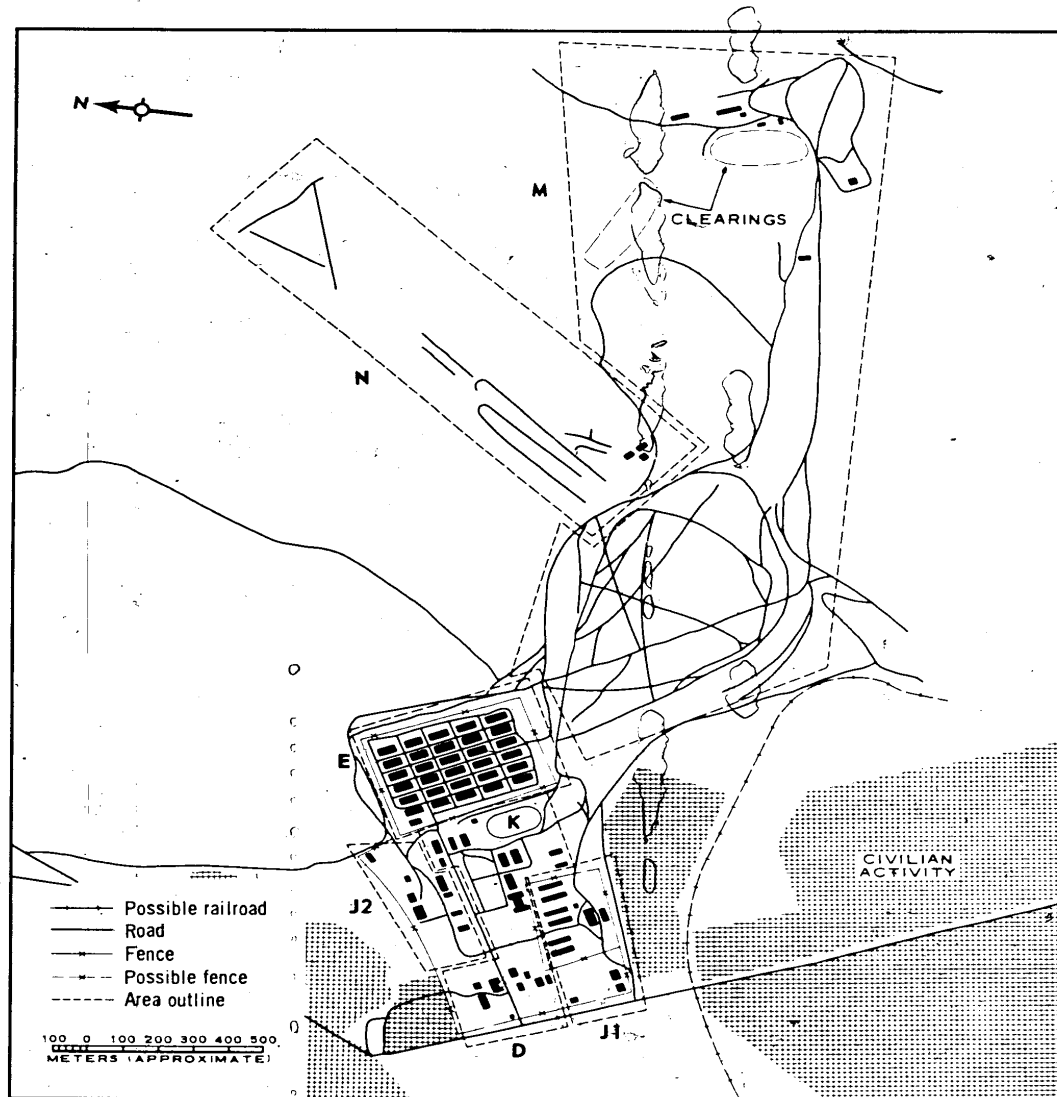 N
M
CLEARINGS
N
E
K
CIVILIAN
ACTIVITY
J2
Possible railroad
Road
Fence
Possible fence
Area outline
100 0 100 200 300 400 500
METERS (APPROXIMATE)
D
J1